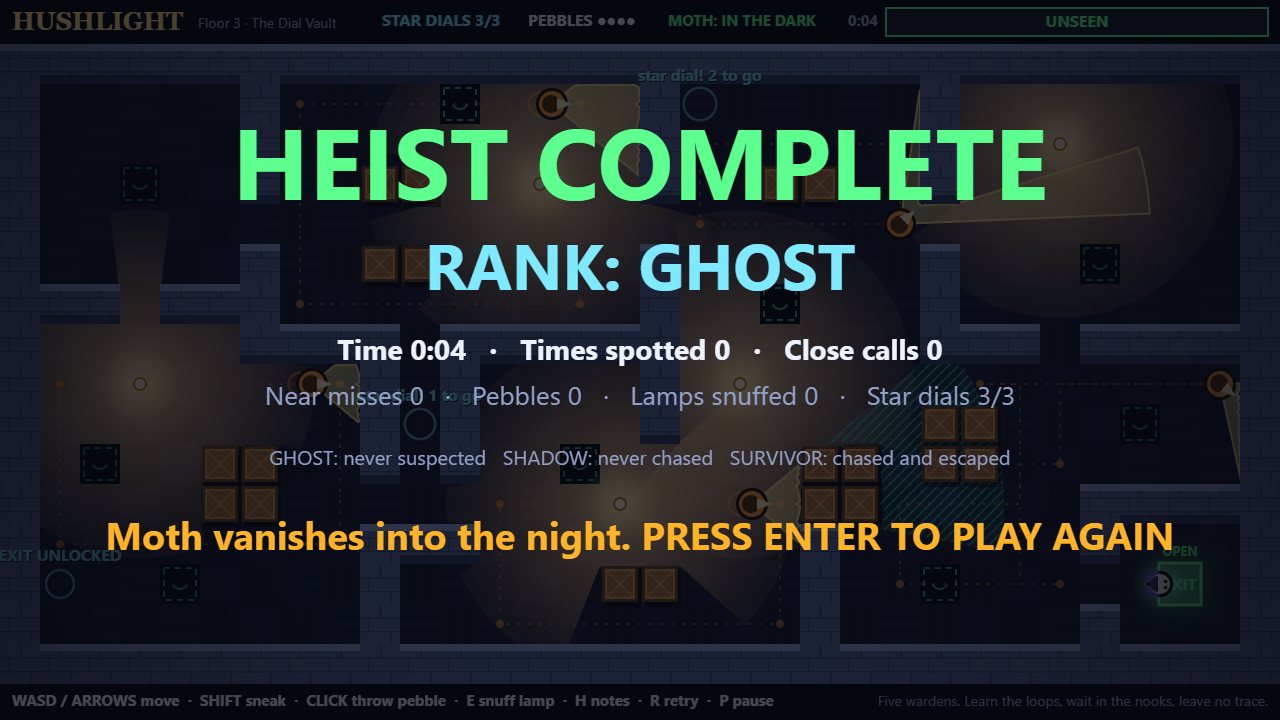 HUSHLIGHT Floor 3 · The Dial Vault STAR DIALS 3/3 PEBBLES ●●●● MOTH: IN THE DARK 0:04 UNSEEN
star dial! 2 to go
HEIST COMPLETE
RANK: GHOST
Time 0:04 · Times spotted 0 · Close calls 0
Near misses 0 · Pebbles 0 · Lamps snuffed 0 · Star dials 3/3
GHOST: never suspected SHADOW: never chased SURVIVOR: chased and escaped
Moth vanishes into the night. PRESS ENTER TO PLAY AGAIN
EXIT UNLOCKED
OPEN
EXIT
WASD / ARROWS move · SHIFT sneak · CLICK throw pebble · E snuff lamp · H notes · R retry · P pause
Five wardens. Learn the loops, wait in the nooks, leave no trace.